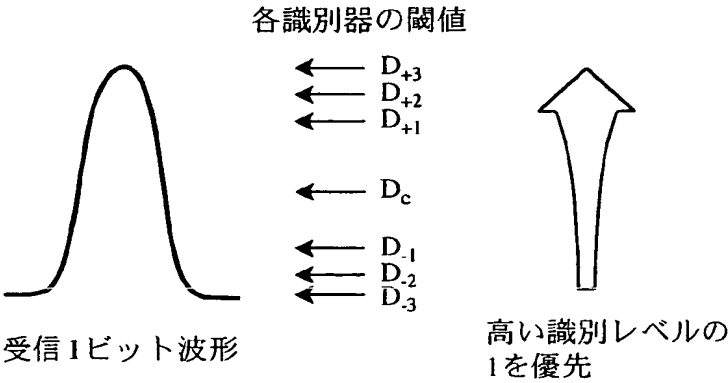 各識別器の閾値
D+3
D+2
D+1
Dc
D-1
D-2
D-3
受信1ビット波形
高い識別レベルの
1を優先